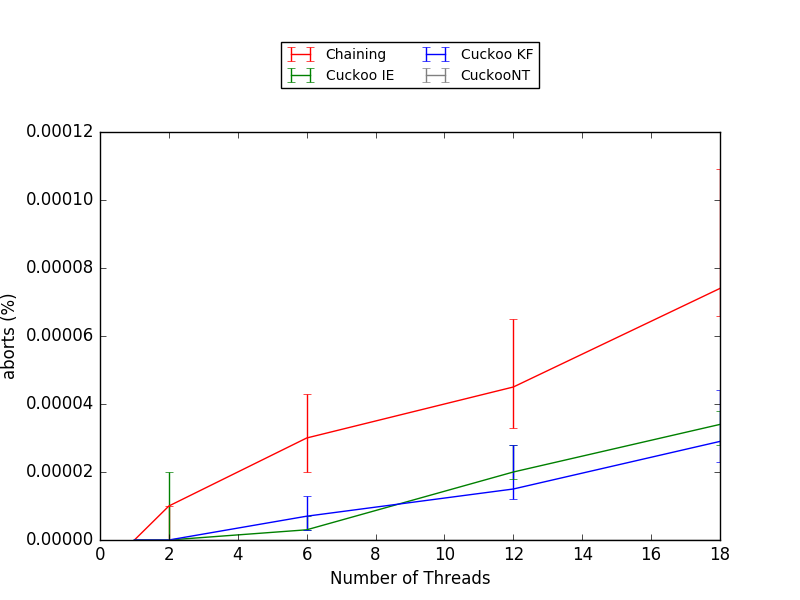 Chaining Cuckoo KF
Cuckoo IE CuckooNT
0.00012
0.00010
0.00008
0.00006
0.00004
0.00002
0.00000
aborts (%)
0 2 4 6 8 10 12 14 16 18
Number of Threads